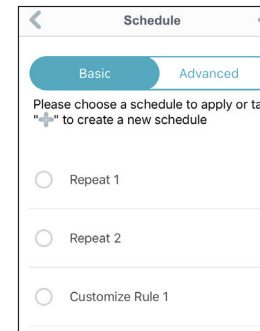 Schedule
Basic Advanced
Please choose a schedule to apply or
"+" to create a new schedule
Repeat 1
Repeat 2
Customize Rule 1